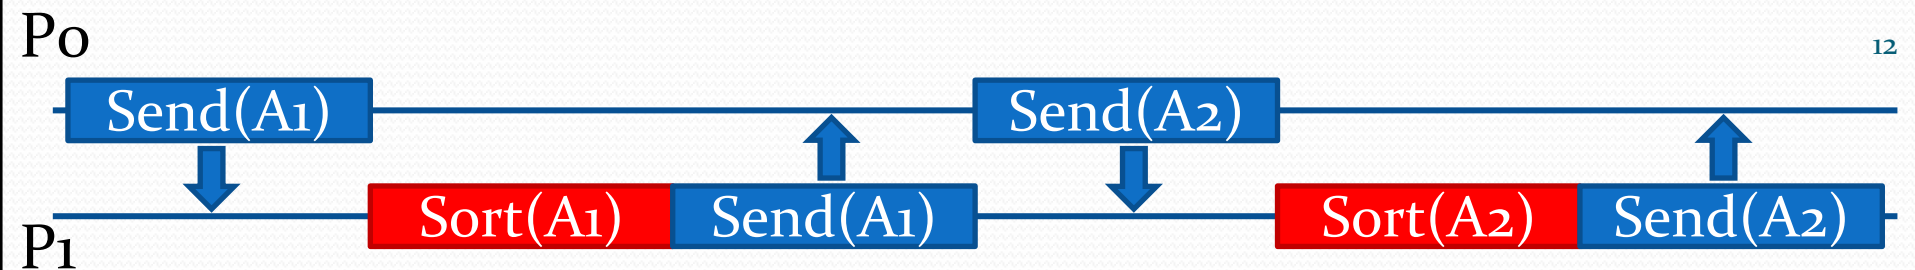 P0
12
Send(A1)
Send(A2)
Sort(A1)
Send(A1)
Sort(A2)
Send(A2)
P1